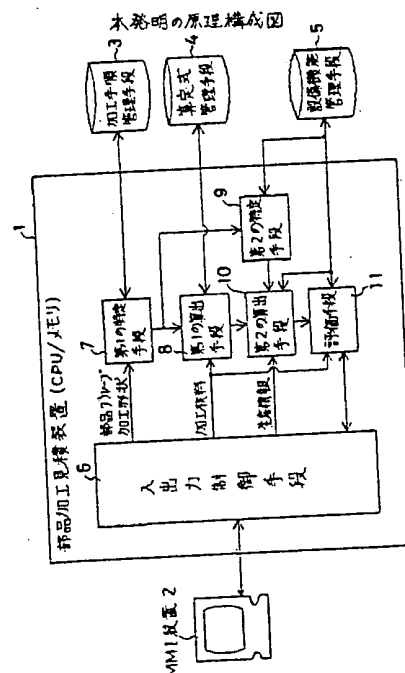 本発明の原理構成図
3
加工手順
管理手段
4
算定式
管理手段
5
設備機能
管理手段
1
部品加工見積装置(CPU/メモリ)
9
第2の特定
手段
7
第1の特定
手段
8
第1の算出
手段
10
第2の算出
手段
11
評価手段
部品グループ
加工形状
加工材料
生産情報
6
入出力制御手段
MMI装置2